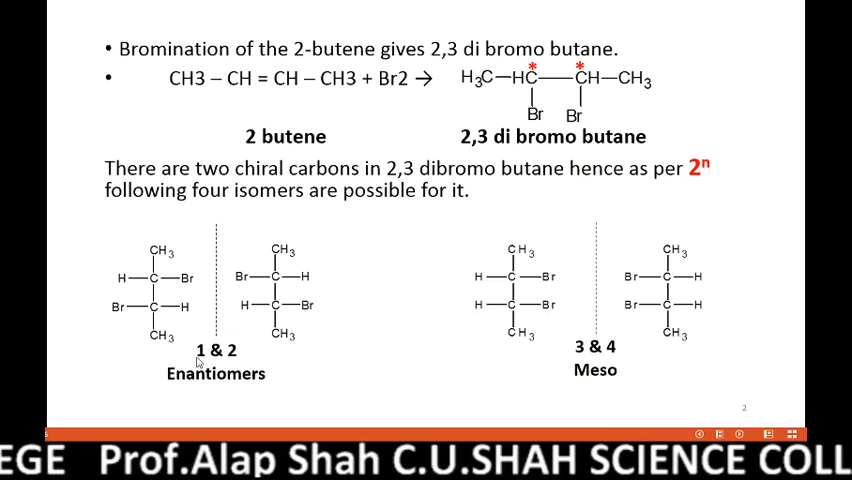 • Bromination of the 2-butene gives 2,3 di bromo butane.
• CH3 – CH = CH – CH3 + Br2 → H3C—HC*—C*H—CH3
Br Br
2 butene 2,3 di bromo butane
There are two chiral carbons in 2,3 dibromo butane hence as per 2ⁿ
following four isomers are possible for it.
CH3 CH3 CH3 CH3
H—C—Br Br—C—H H—C—Br Br—C—H
Br—C—H H—C—Br H—C—Br Br—C—H
CH3 CH3 CH3 CH3
1 & 2 3 & 4
Enantiomers Meso
2
EGE Prof.Alap Shah C.U.SHAH SCIENCE COLL